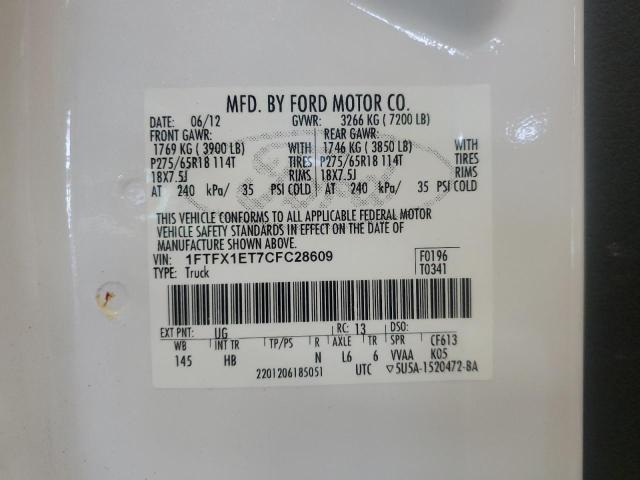 MFD. BY FORD MOTOR CO.
DATE: 06/12 GVWR: 3266 KG ( 7200 LB)
FRONT GAWR: REAR GAWR:
1769 KG ( 3900 LB) WITH 1746 KG ( 3850 LB) WITH
P275/65R18 114T TIRES P275/65R18 114T TIRES
18X7.5J RIMS 18X7.5J RIMS
AT 240 kPa/ 35 PSI COLD AT 240 kPa/ 35 PSI COLD
THIS VEHICLE CONFORMS TO ALL APPLICABLE FEDERAL MOTOR
VEHICLE SAFETY STANDARDS IN EFFECT ON THE DATE OF
MANUFACTURE SHOWN ABOVE.
VIN: 1FTFX1ET7CFC28609 F0196
TYPE: Truck T0341
EXT PNT: UG RC: 13 DSO:
WB INT TR TP/PS R AXLE TR SPR CF613
145 HB N L6 6 VVAA K05
2201206185051 UTC ▽5U5A-1520472-BA